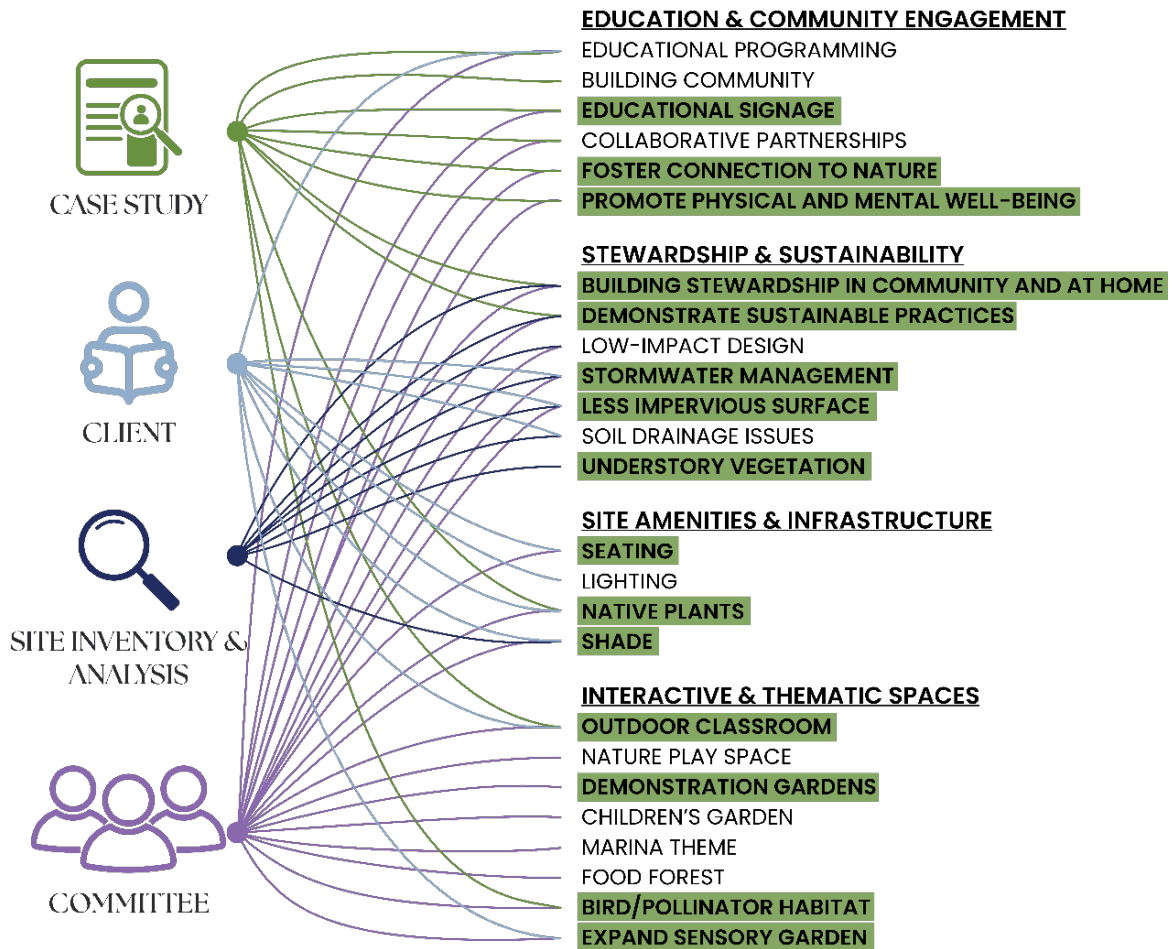 CASE STUDY
CLIENT
SITE INVENTORY &
ANALYSIS
COMMITTEE
EDUCATION & COMMUNITY ENGAGEMENT
EDUCATIONAL PROGRAMMING
BUILDING COMMUNITY
EDUCATIONAL SIGNAGE
COLLABORATIVE PARTNERSHIPS
FOSTER CONNECTION TO NATURE
PROMOTE PHYSICAL AND MENTAL WELL-BEING
STEWARDSHIP & SUSTAINABILITY
BUILDING STEWARDSHIP IN COMMUNITY AND AT HOME
DEMONSTRATE SUSTAINABLE PRACTICES
LOW-IMPACT DESIGN
STORMWATER MANAGEMENT
LESS IMPERVIOUS SURFACE
SOIL DRAINAGE ISSUES
UNDERSTORY VEGETATION
SITE AMENITIES & INFRASTRUCTURE
SEATING
LIGHTING
NATIVE PLANTS
SHADE
INTERACTIVE & THEMATIC SPACES
OUTDOOR CLASSROOM
NATURE PLAY SPACE
DEMONSTRATION GARDENS
CHILDREN'S GARDEN
MARINA THEME
FOOD FOREST
BIRD/POLLINATOR HABITAT
EXPAND SENSORY GARDEN